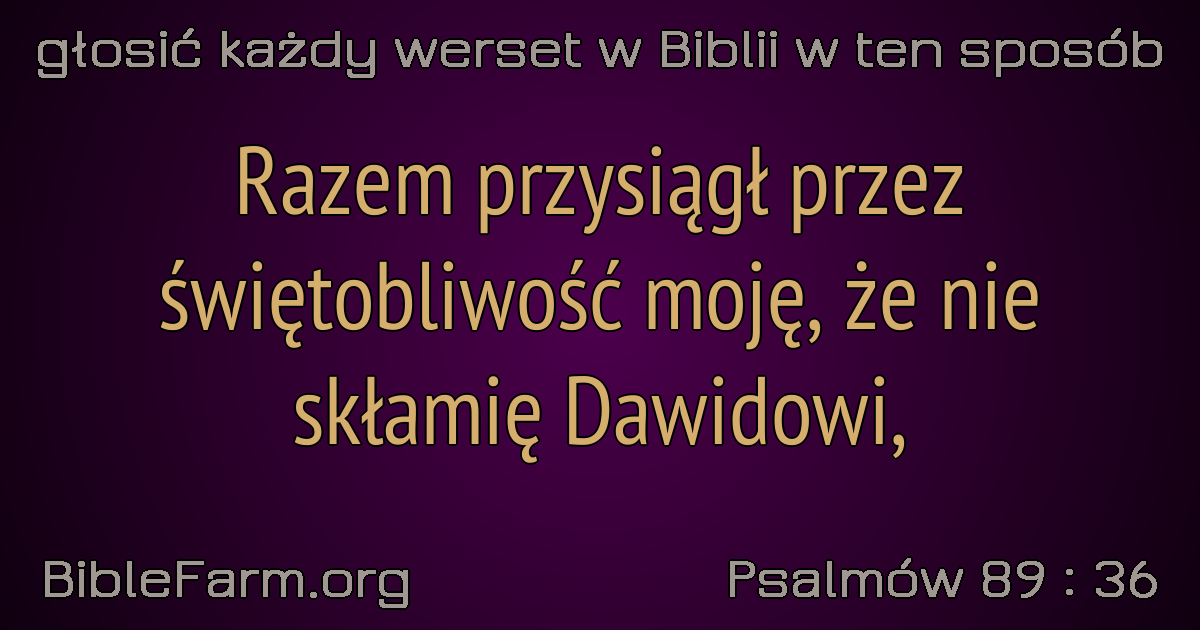 głosić każdy werset w Biblii w ten sposób
Razem przysiągł przez
świętobliwość moję, że nie
skłamię Dawidowi,
BibleFarm.org
Psalmów 89 : 36